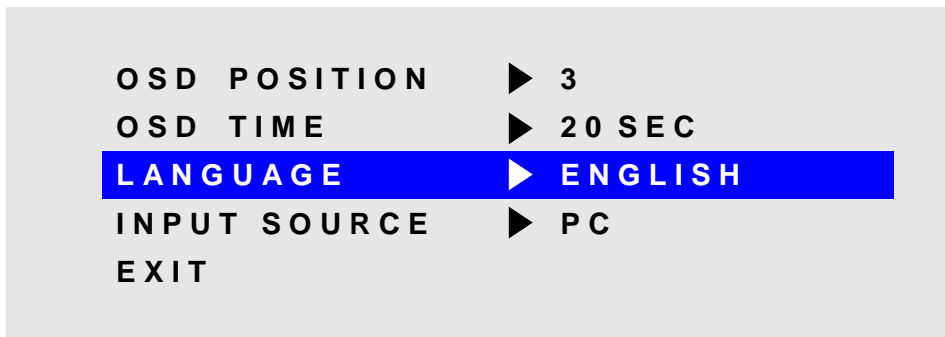 OSD POSITION ▶ 3
OSD TIME ▶ 20 SEC
LANGUAGE ▶ ENGLISH
INPUT SOURCE ▶ PC
EXIT